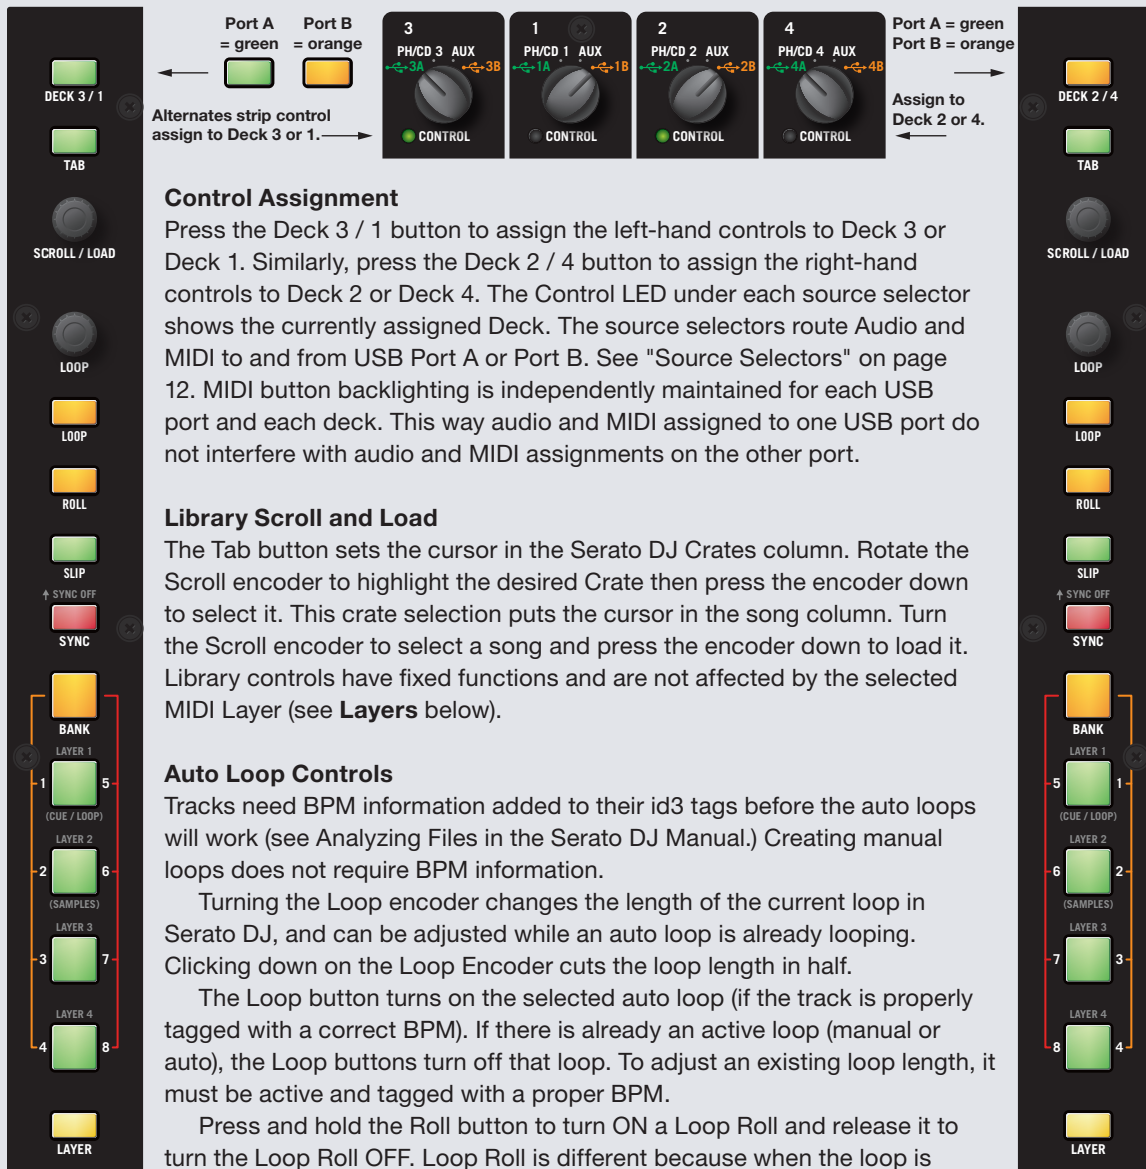 Port A
= green
Port B
= orange
Alternates strip control
assign to Deck 3 or 1.
3
PH/CD 3 AUX
3A 3B
CONTROL
1
PH/CD 1 AUX
1A 1B
CONTROL
2
PH/CD 2 AUX
2A 2B
CONTROL
4
PH/CD 4 AUX
4A 4B
CONTROL
Port A = green
Port B = orange
Assign to
Deck 2 or 4.
DECK 3 / 1
TAB
SCROLL / LOAD
LOOP
LOOP
ROLL
SLIP
SYNC OFF
SYNC
BANK
LAYER 1
1 5
(CUE / LOOP)
LAYER 2
2 6
(SAMPLES)
LAYER 3
3 7
LAYER 4
4 8
LAYER
Control Assignment
Press the Deck 3 / 1 button to assign the left-hand controls to Deck 3 or
Deck 1. Similarly, press the Deck 2 / 4 button to assign the right-hand
controls to Deck 2 or Deck 4. The Control LED under each source selector
shows the currently assigned Deck. The source selectors route Audio and
MIDI to and from USB Port A or Port B. See "Source Selectors" on page
12. MIDI button backlighting is independently maintained for each USB
port and each deck. This way audio and MIDI assigned to one USB port do
not interfere with audio and MIDI assignments on the other port.
Library Scroll and Load
The Tab button sets the cursor in the Serato DJ Crates column. Rotate the
Scroll encoder to highlight the desired Crate then press the encoder down
to select it. This crate selection puts the cursor in the song column. Turn
the Scroll encoder to select a song and press the encoder down to load it.
Library controls have fixed functions and are not affected by the selected
MIDI Layer (see Layers below).
Auto Loop Controls
Tracks need BPM information added to their id3 tags before the auto loops
will work (see Analyzing Files in the Serato DJ Manual.) Creating manual
loops does not require BPM information.
Turning the Loop encoder changes the length of the current loop in
Serato DJ, and can be adjusted while an auto loop is already looping.
Clicking down on the Loop Encoder cuts the loop length in half.
The Loop button turns on the selected auto loop (if the track is properly
tagged with a correct BPM). If there is already an active loop (manual or
auto), the Loop buttons turn off that loop. To adjust an existing loop length, it
must be active and tagged with a proper BPM.
Press and hold the Roll button to turn ON a Loop Roll and release it to
turn the Loop Roll OFF. Loop Roll is different because when the loop is
DECK 2 / 4
TAB
SCROLL / LOAD
LOOP
LOOP
ROLL
SLIP
SYNC OFF
SYNC
BANK
LAYER 1
5 1
(CUE / LOOP)
LAYER 2
6 2
(SAMPLES)
LAYER 3
7 3
LAYER 4
8 4
LAYER